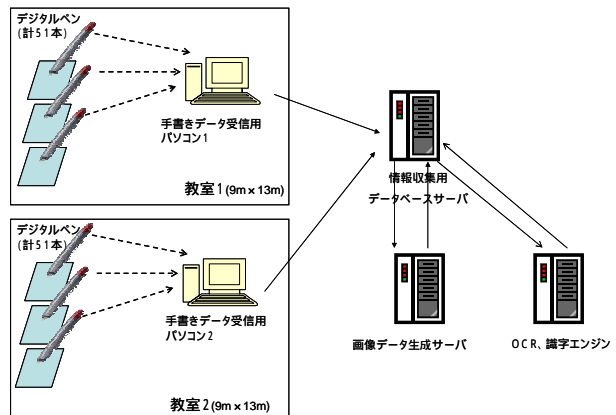 デジタルペン
(計51本)
手書きデータ受信用
パソコン1
教室1(9m×13m)
デジタルペン
(計51本)
手書きデータ受信用
パソコン2
教室2(9m×13m)
情報収集用
データベースサーバ
画像データ生成サーバ
OCR、識字エンジン